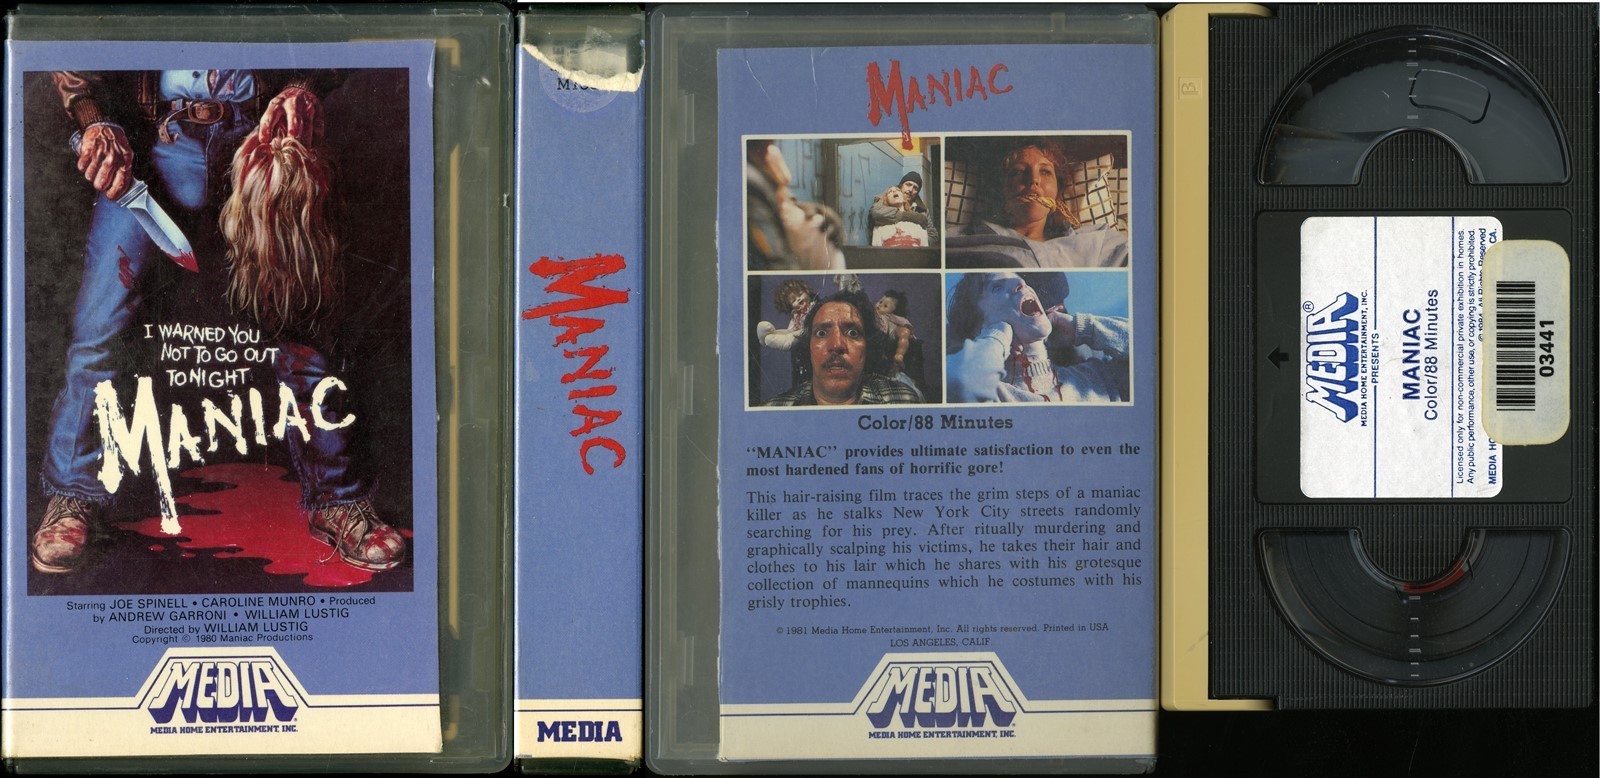 I WARNED YOU
NOT TO GO OUT
TONIGHT
MANIAC
Starring JOE SPINELL • CAROLINE MUNRO • Produced
by ANDREW GARRONI • WILLIAM LUSTIG
Directed by WILLIAM LUSTIG
Copyright © 1980 Maniac Productions
MEDIA
MEDIA HOME ENTERTAINMENT, INC.
MANIAC
MEDIA
MANIAC
Color/88 Minutes
"MANIAC" provides ultimate satisfaction to even the
most hardened fans of horrific gore!
This hair-raising film traces the grim steps of a maniac
killer as he stalks New York City streets randomly
searching for his prey. After ritually murdering and
graphically scalping his victims, he takes their hair and
clothes to his lair which he shares with his grotesque
collection of mannequins which he costumes with his
grisly trophies.
© 1981 Media Home Entertainment, Inc. All rights reserved. Printed in USA
LOS ANGELES, CALIF
MEDIA®
MEDIA HOME ENTERTAINMENT, INC.
β
MEDIA®
MEDIA HOME ENTERTAINMENT, INC.
PRESENTS
MANIAC
Color/88 Minutes
Licensed only for non-commercial private exhibition in homes.
Any public performance, other use, or copying is strictly prohibited.
All Rights Reserved
MEDIA CA.
03441